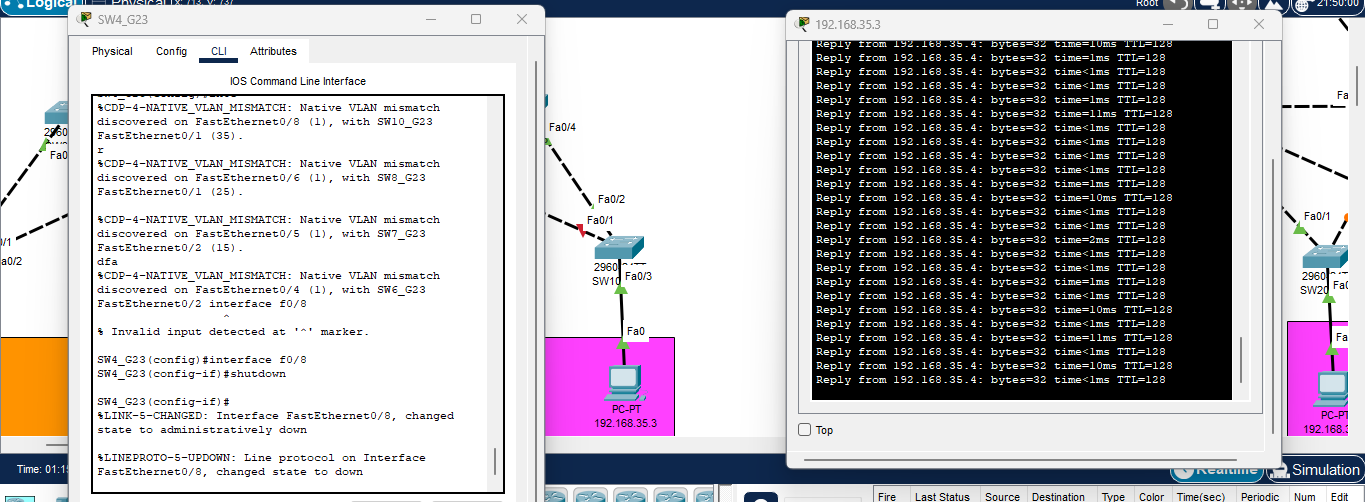 Logical
Physical x: 713, y: 737
Root
21:50:00
SW4_G23
Physical Config CLI Attributes
IOS Command Line Interface
%CDP-4-NATIVE_VLAN_MISMATCH: Native VLAN mismatch
discovered on FastEthernet0/8 (1), with SW10_G23
FastEthernet0/1 (35).
r
%CDP-4-NATIVE_VLAN_MISMATCH: Native VLAN mismatch
discovered on FastEthernet0/6 (1), with SW8_G23
FastEthernet0/1 (25).
%CDP-4-NATIVE_VLAN_MISMATCH: Native VLAN mismatch
discovered on FastEthernet0/5 (1), with SW7_G23
FastEthernet0/2 (15).
dfa
%CDP-4-NATIVE_VLAN_MISMATCH: Native VLAN mismatch
discovered on FastEthernet0/4 (1), with SW6_G23
FastEthernet0/2 interface f0/8
^
% Invalid input detected at '^' marker.
SW4_G23(config)#interface f0/8
SW4_G23(config-if)#shutdown
SW4_G23(config-if)#
%LINK-5-CHANGED: Interface FastEthernet0/8, changed
state to administratively down
%LINEPROTO-5-UPDOWN: Line protocol on Interface
FastEthernet0/8, changed state to down
Fa0
a0/2
Fa0/4
Fa0/2
Fa0/1
2960
SW10
Fa0/3
Fa0
PC-PT
192.168.35.3
192.168.35.3
Reply from 192.168.35.4: bytes=32 time=10ms TTL=128
Reply from 192.168.35.4: bytes=32 time<1ms TTL=128
Reply from 192.168.35.4: bytes=32 time<1ms TTL=128
Reply from 192.168.35.4: bytes=32 time<1ms TTL=128
Reply from 192.168.35.4: bytes=32 time=10ms TTL=128
Reply from 192.168.35.4: bytes=32 time=11ms TTL=128
Reply from 192.168.35.4: bytes=32 time<1ms TTL=128
Reply from 192.168.35.4: bytes=32 time<1ms TTL=128
Reply from 192.168.35.4: bytes=32 time<1ms TTL=128
Reply from 192.168.35.4: bytes=32 time=1ms TTL=128
Reply from 192.168.35.4: bytes=32 time<8ms TTL=128
Reply from 192.168.35.4: bytes=32 time=10ms TTL=128
Reply from 192.168.35.4: bytes=32 time<1ms TTL=128
Reply from 192.168.35.4: bytes=32 time<1ms TTL=128
Reply from 192.168.35.4: bytes=32 time=2ms TTL=128
Reply from 192.168.35.4: bytes=32 time<1ms TTL=128
Reply from 192.168.35.4: bytes=32 time<1ms TTL=128
Reply from 192.168.35.4: bytes=32 time<1ms TTL=128
Reply from 192.168.35.4: bytes=32 time<1ms TTL=128
Reply from 192.168.35.4: bytes=32 time=10ms TTL=128
Reply from 192.168.35.4: bytes=32 time<1ms TTL=128
Reply from 192.168.35.4: bytes=32 time=11ms TTL=128
Reply from 192.168.35.4: bytes=32 time<1ms TTL=128
Reply from 192.168.35.4: bytes=32 time=10ms TTL=128
Reply from 192.168.35.4: bytes=32 time<1ms TTL=128
Top
Fa
Fa0/1
2960
SW20
Fa0
Fa
PC-PT
192.168.3
Time: 01:15
Realtime
Simulation
Fire Last Status Source Destination Type Color Time(sec) Periodic Num Edit